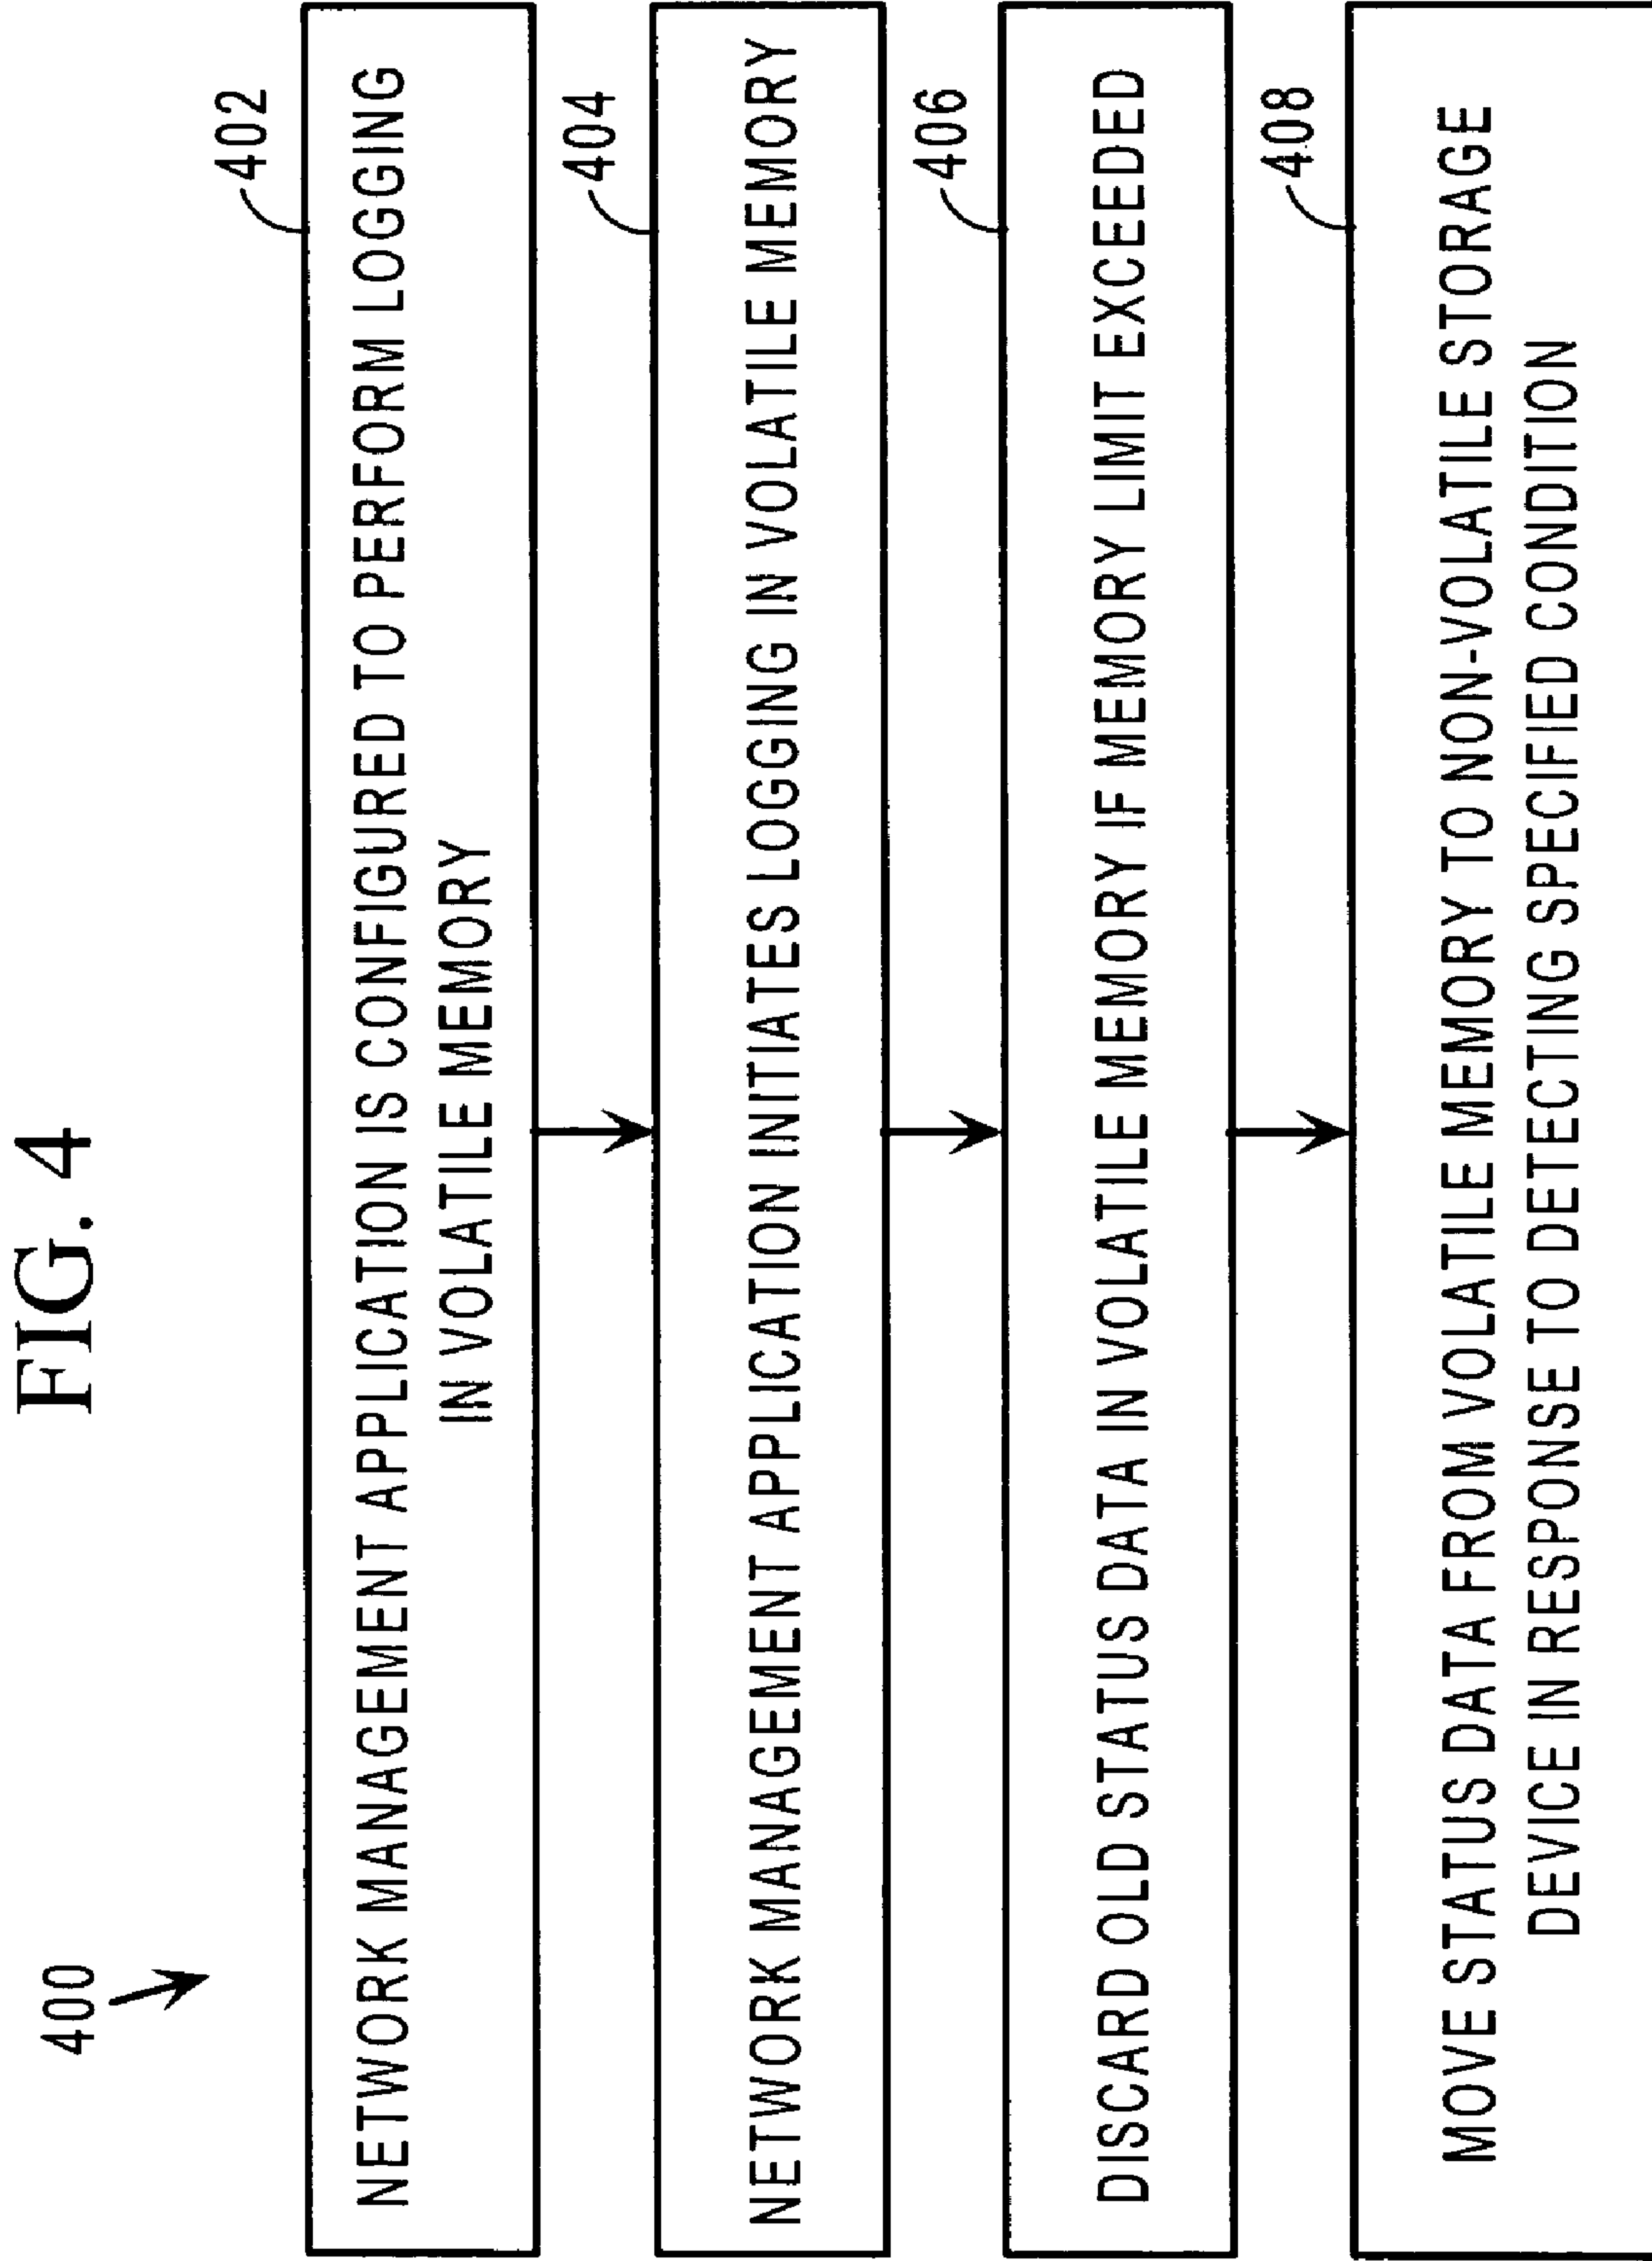 FIG. 4
400
402
NETWORK MANAGEMENT APPLICATION IS CONFIGURED TO PERFORM LOGGING
IN VOLATILE MEMORY
404
NETWORK MANAGEMENT APPLICATION INITIATES LOGGING IN VOLATILE MEMORY
406
DISCARD OLD STATUS DATA IN VOLATILE MEMORY IF MEMORY LIMIT EXCEEDED
408
MOVE STATUS DATA FROM VOLATILE MEMORY TO NON-VOLATILE STORAGE
DEVICE IN RESPONSE TO DETECTING SPECIFIED CONDITION